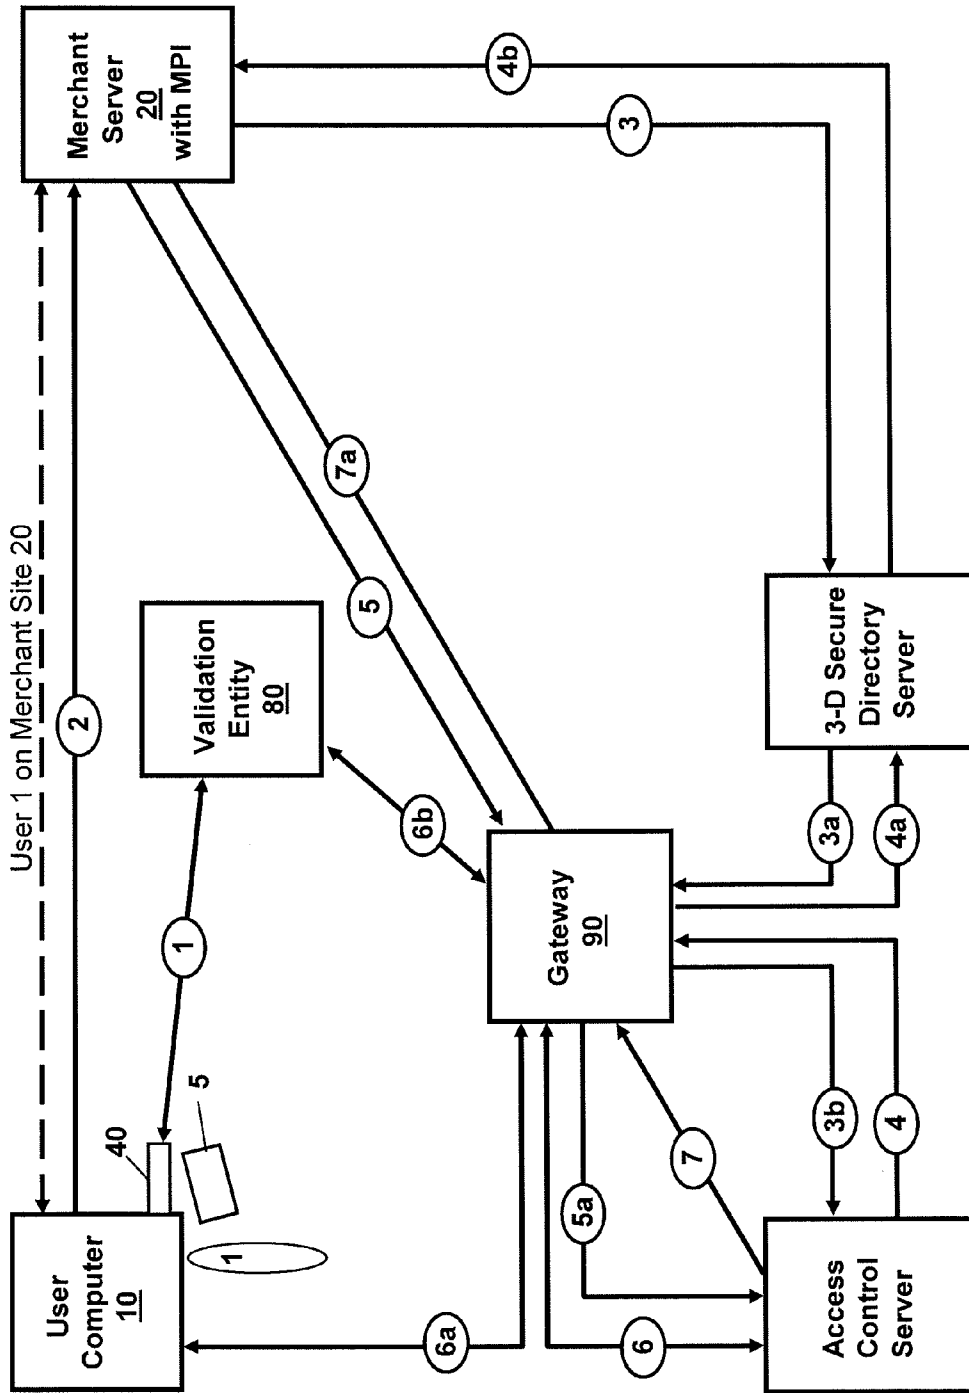 User 1 on Merchant Site 20
User
Computer
10
2
Merchant
Server
20
with MPI
40
5
1
1
Validation
Entity
80
6b
5
7a
4b
3
6a
Gateway
90
6
5a
7
3b
4
3a
4a
Access
Control
Server
3-D Secure
Directory
Server